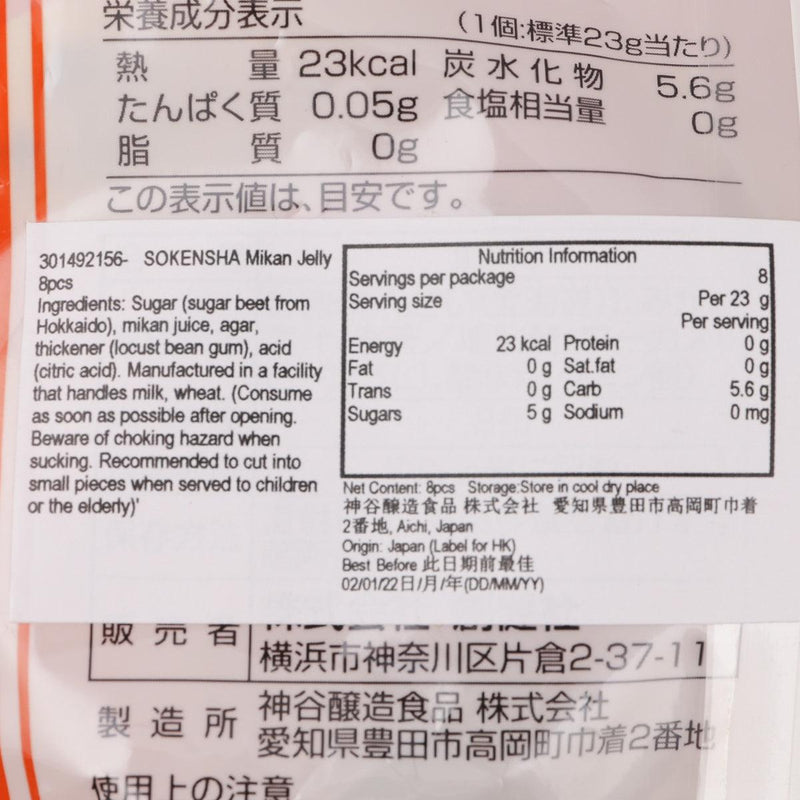 栄養成分表示 (1個:標準23g当たり)
熱 量 23kcal 炭水化物 5.6g
たんぱく質 0.05g 食塩相当量 0g
脂 質 0g
この表示値は、目安です。
301492156- SOKENSHA Mikan Jelly
8pcs
Ingredients: Sugar (sugar beet from
Hokkaido), mikan juice, agar,
thickener (locust bean gum), acid
(citric acid). Manufactured in a facility
that handles milk, wheat. (Consume
as soon as possible after opening.
Beware of choking hazard when
sucking. Recommended to cut into
small pieces when served to children
or the elderly)'
Nutrition Information
Servings per package 8
Serving size Per 23 g
Per serving
Energy 23 kcal Protein 0 g
Fat 0 g Sat.fat 0 g
Trans 0 g Carb 5.6 g
Sugars 5 g Sodium 0 mg
Net Content: 8pcs Storage:Store in cool dry place
神谷醸造食品 株式会社 愛知県豊田市高岡町巾着
2番地, Aichi, Japan
Origin: Japan (Label for HK)
Best Before 此日期前最佳
02/01/22日/月/年(DD/MM/YY)
販売者
横浜市神奈川区片倉2-37-11
製造所 神谷醸造食品 株式会社
愛知県豊田市高岡町巾着2番地
使用上の注意